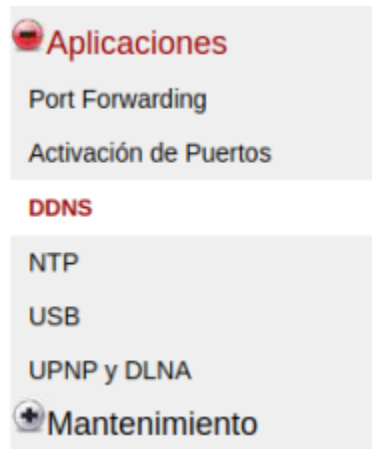 Aplicaciones
Port Forwarding
Activación de Puertos
DDNS
NTP
USB
UPNP y DLNA
Mantenimiento